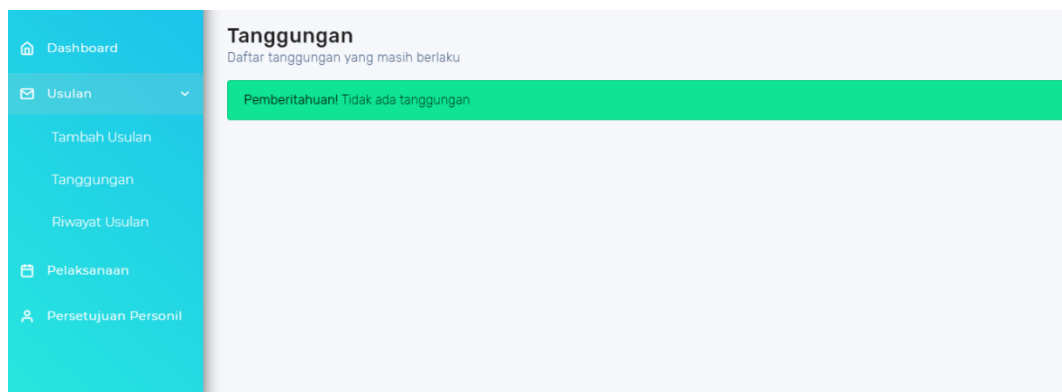 Dashboard
Usulan
Tambah Usulan
Tanggungan
Riwayat Usulan
Pelaksanaan
Persetujuan Personil
Tanggungan
Daftar tanggungan yang masih berlaku
Pemberitahuan! Tidak ada tanggungan